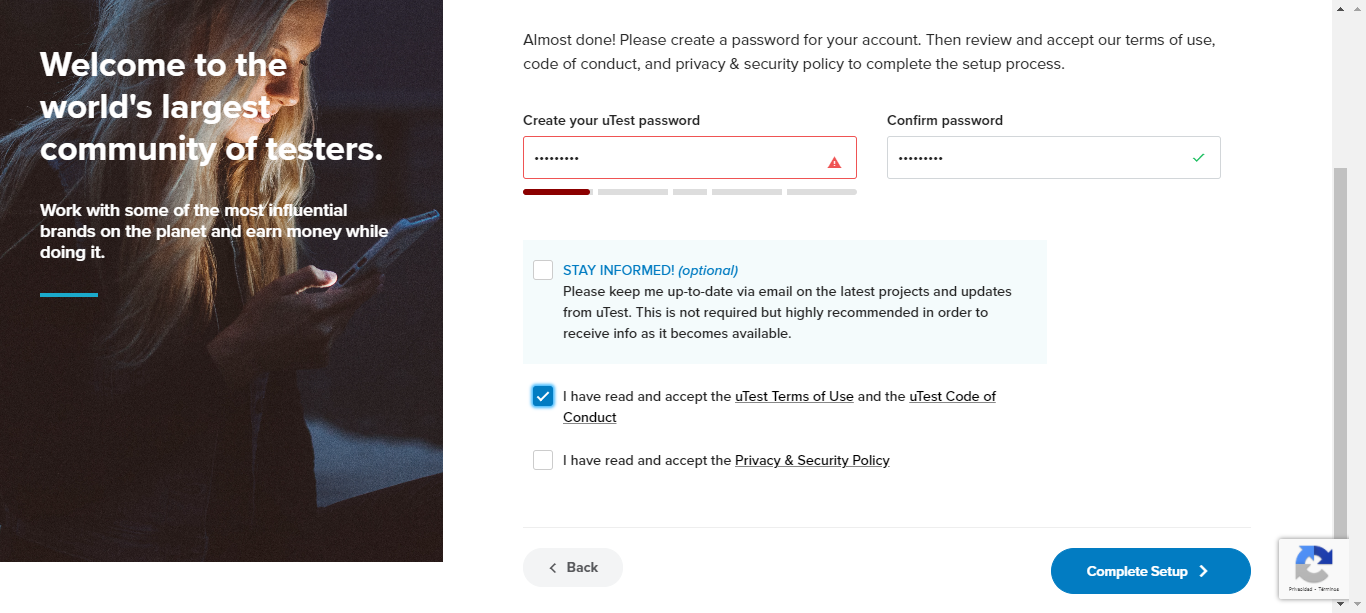 Welcome to the
world's largest
community of testers.
Work with some of the most influential
brands on the planet and earn money while
doing it.
Almost done! Please create a password for your account. Then review and accept our terms of use,
code of conduct, and privacy & security policy to complete the setup process.
Create your uTest password
Confirm password
•••••••••
•••••••••
STAY INFORMED! (optional)
Please keep me up-to-date via email on the latest projects and updates
from uTest. This is not required but highly recommended in order to
receive info as it becomes available.
I have read and accept the uTest Terms of Use and the uTest Code of
Conduct
I have read and accept the Privacy & Security Policy
Back
Complete Setup
Privacidad - Términos